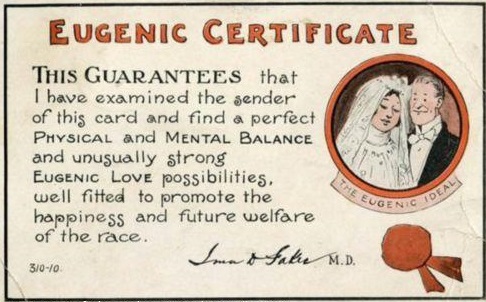 EUGENIC CERTIFICATE
THIS GUARANTEES that
I have examined the sender
of this card and find a perfect
PHYSICAL and MENTAL BALANCE
and unusually strong
EUGENIC LOVE possibilities,
well fitted to promote the
happiness and future welfare
of the race.
THE EUGENIC IDEAL
310-10.
Ima D Faker M.D.